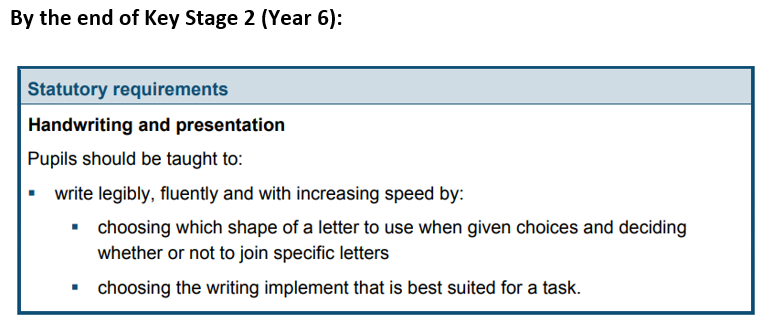 By the end of Key Stage 2 (Year 6):
Statutory requirements
Handwriting and presentation
Pupils should be taught to:
▪ write legibly, fluently and with increasing speed by:
▪ choosing which shape of a letter to use when given choices and deciding
whether or not to join specific letters
▪ choosing the writing implement that is best suited for a task.